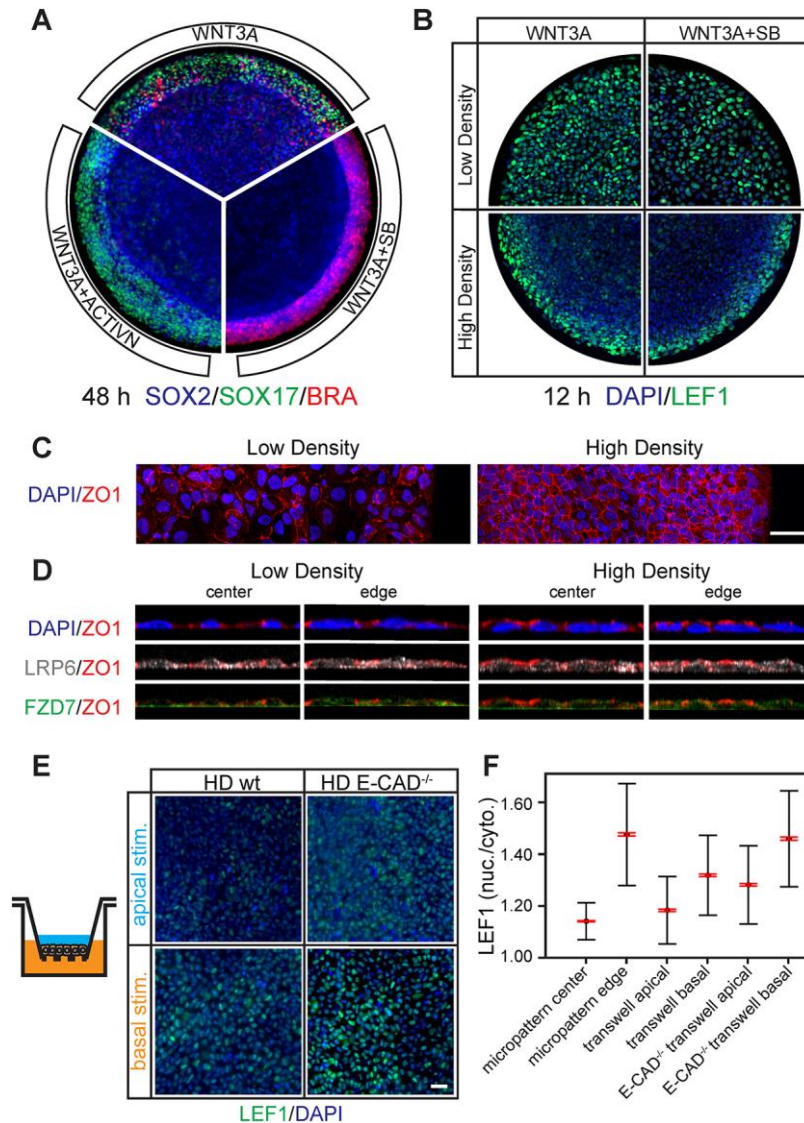 A
WNT3A
WNT3A+ACTIVN
WNT3A+SB
48 h SOX2/SOX17/BRA
B
WNT3A WNT3A+SB
Low Density
High Density
12 h DAPI/LEF1
C
Low Density High Density
DAPI/ZO1
D
Low Density High Density
center edge center edge
DAPI/ZO1
LRP6/ZO1
FZD7/ZO1
E
HD wt HD E-CAD-/-
apical stim.
basal stim.
LEF1/DAPI
F
LEF1 (nuc./cyto.)
1.60
1.40
1.20
1.00
micropattern center
micropattern edge
transwell apical
transwell basal
E-CAD-/- transwell apical
E-CAD-/- transwell basal